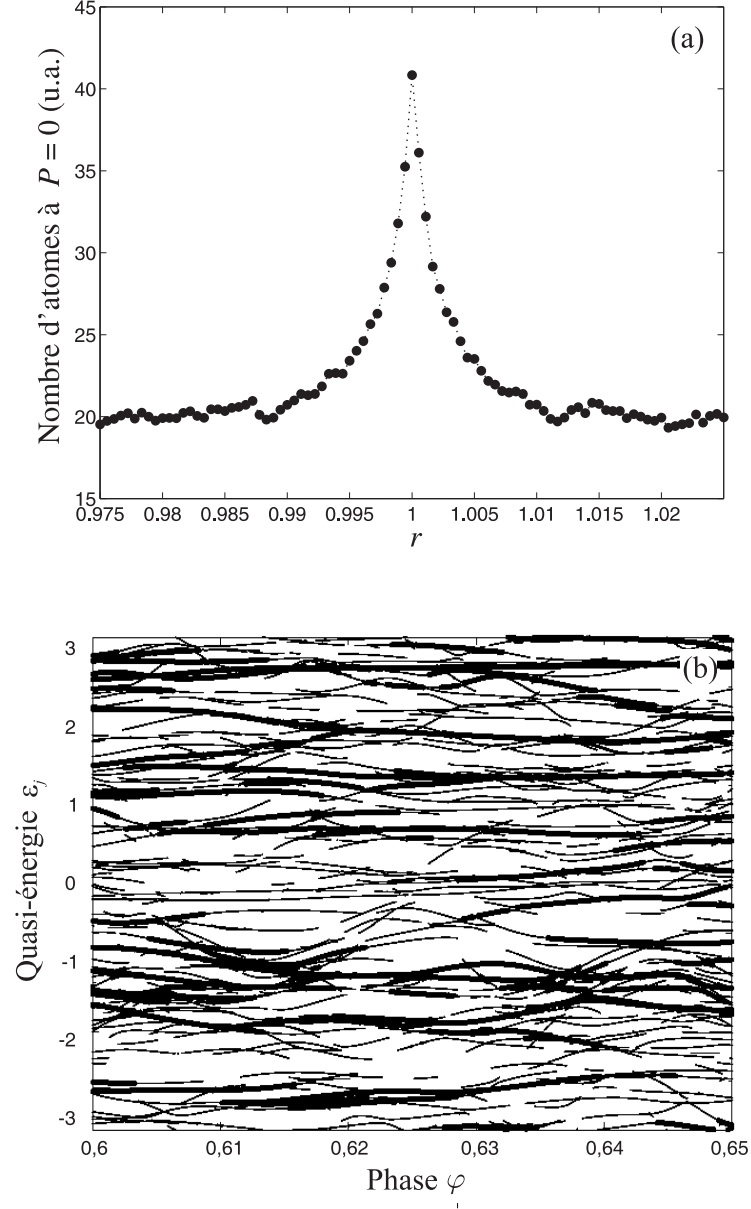 (a)
Nombre d'atomes à P = 0 (u.a.)
45
40
35
30
25
20
15
0.975 0.98 0.985 0.99 0.995 1 1.005 1.01 1.015 1.02
r
(b)
Quasi-énergie εj
3
2
1
0
-1
-2
-3
0,6 0,61 0,62 0,63 0,64 0,65
Phase φ